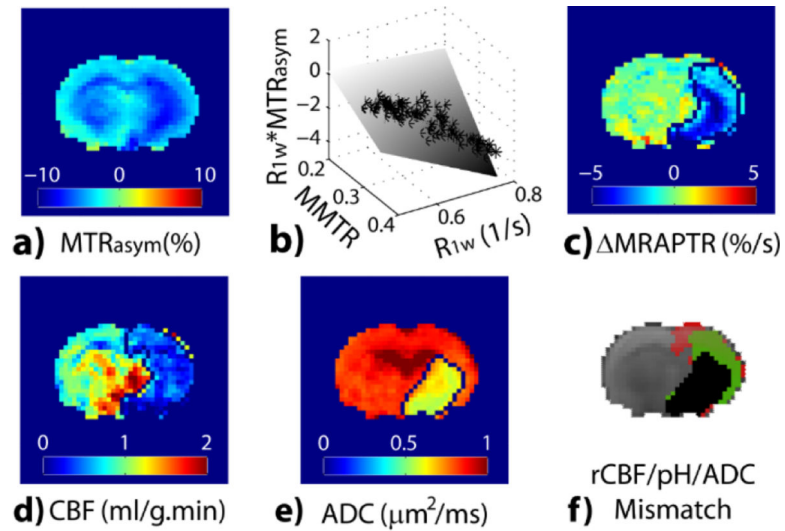 −10 0 10
a) MTRasym(%)
2
0
−2
−4
R1w*MTRasym
0.2
0.3
0.4
MMTR
0.6
0.8
R1w (1/s)
b)
−5 0 5
c) ΔMRAPTR (%/s)
0 1 2
d) CBF (ml/g.min)
0 0.5 1
e) ADC (μm²/ms)
rCBF/pH/ADC
f) Mismatch